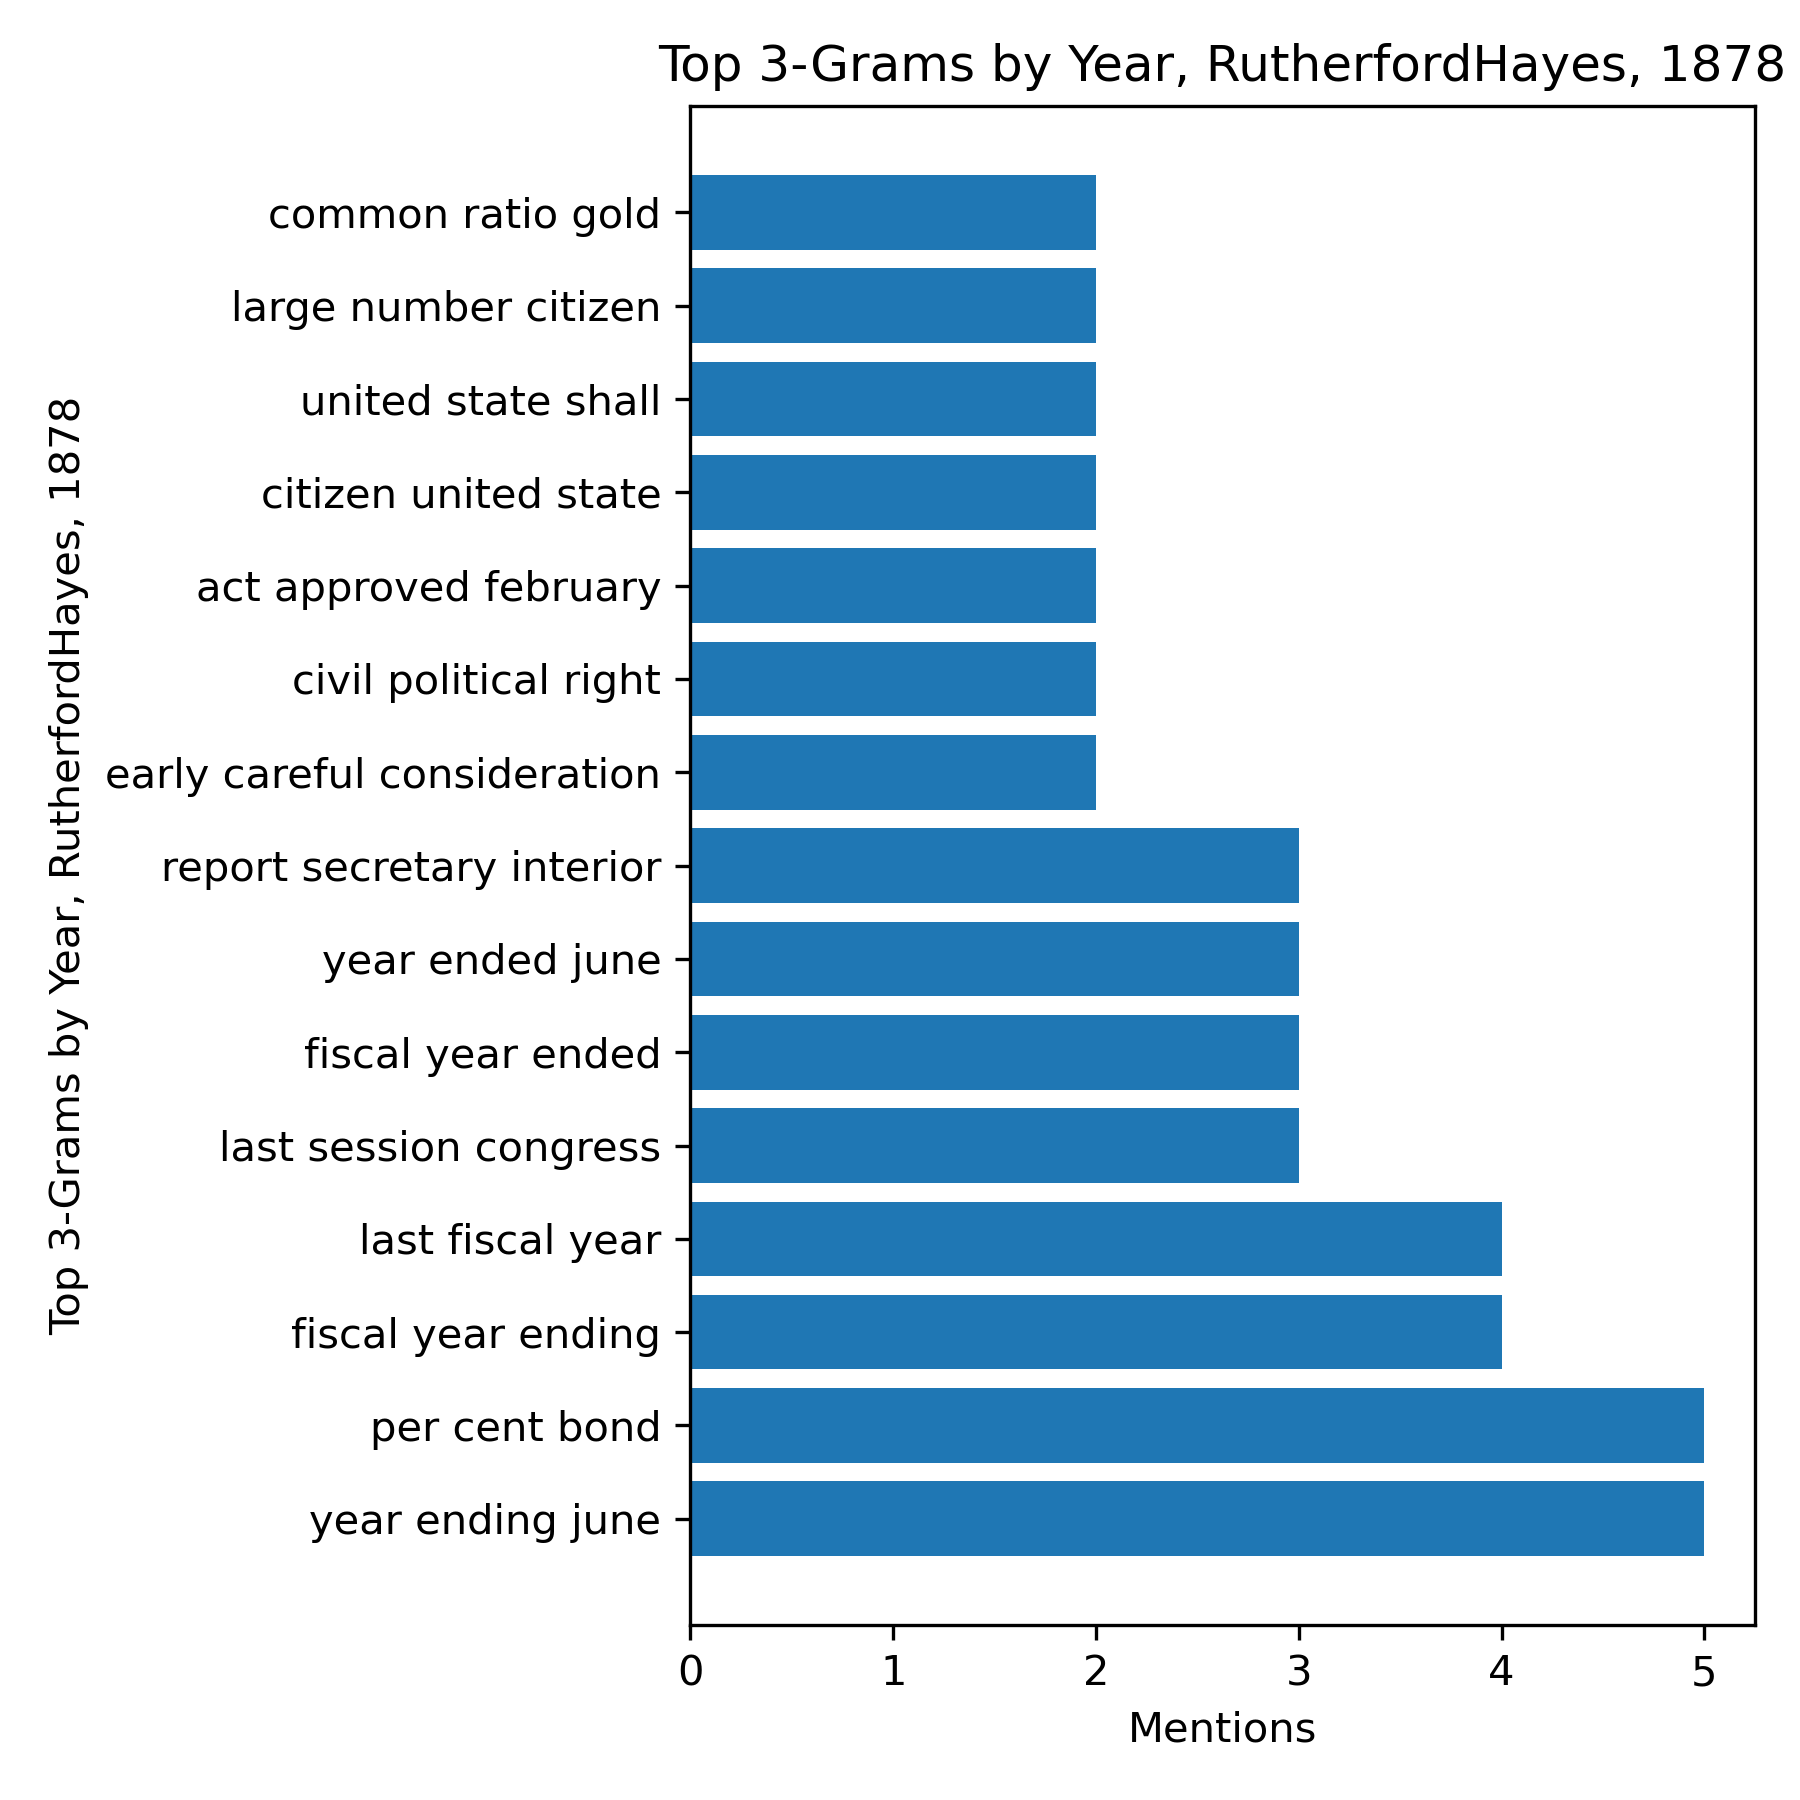 Top 3-Grams by Year, RutherfordHayes, 1878
Top 3-Grams by Year, RutherfordHayes, 1878
common ratio gold
large number citizen
united state shall
citizen united state
act approved february
civil political right
early careful consideration
report secretary interior
year ended june
fiscal year ended
last session congress
last fiscal year
fiscal year ending
per cent bond
year ending june
0 1 2 3 4 5
Mentions